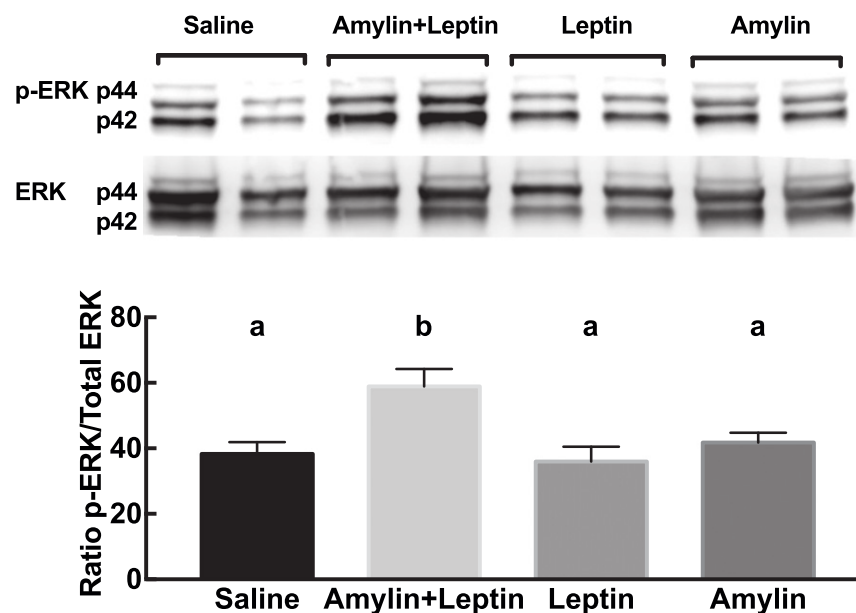 Saline Amylin+Leptin Leptin Amylin
p-ERK p44
p42
ERK p44
p42
Ratio p-ERK/Total ERK
80
60
40
20
0
a b a a
Saline Amylin+Leptin Leptin Amylin